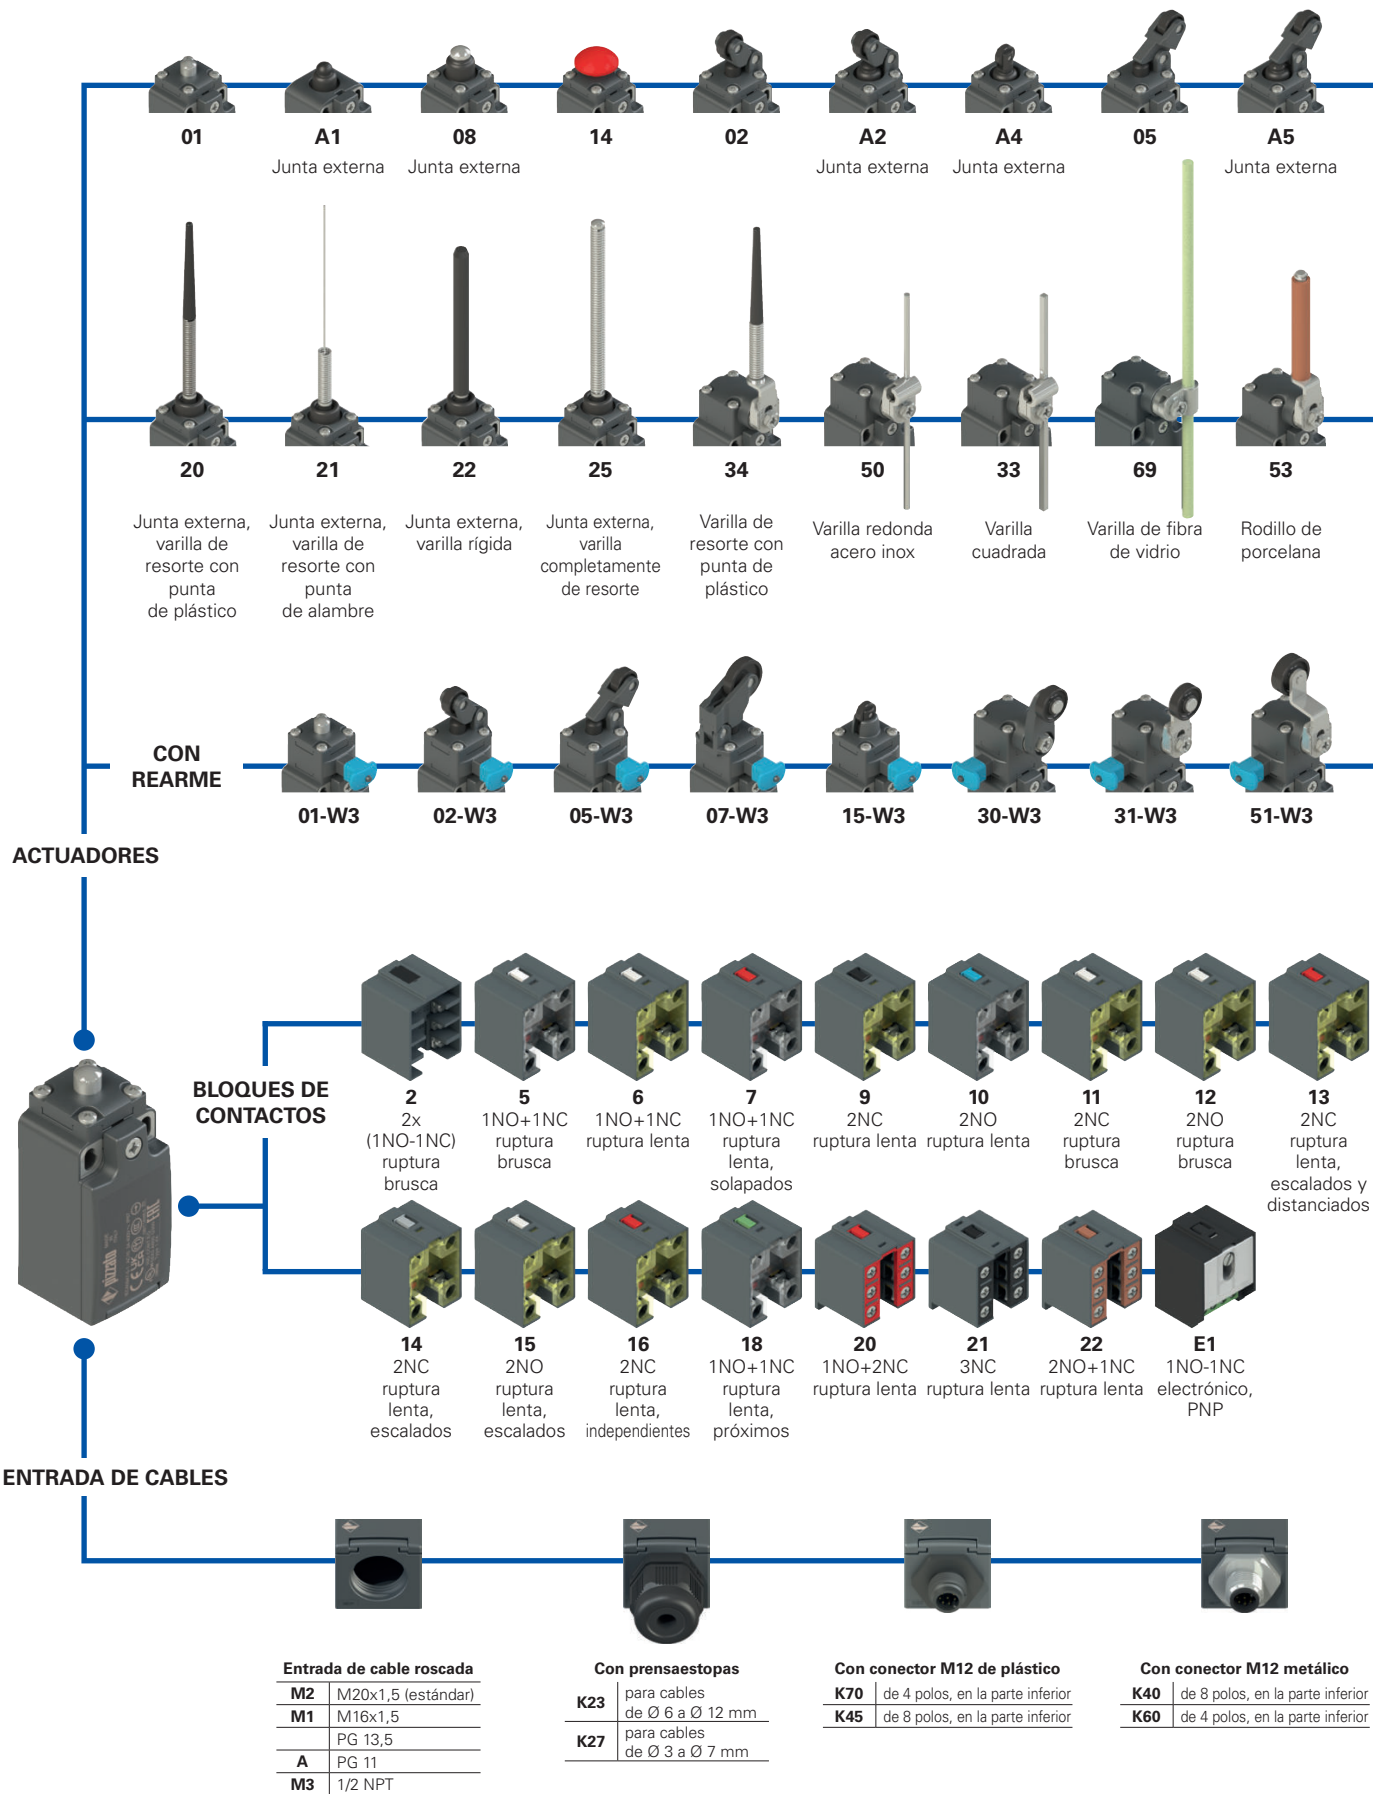 01
A1
08
14
02
A2
A4
05
A5
Junta externa
Junta externa
Junta externa
Junta externa
Junta externa
20
21
22
25
34
50
33
69
53
Junta externa,
varilla de
resorte con
punta
de plástico
Junta externa,
varilla de
resorte con
punta
de alambre
Junta externa,
varilla rígida
Junta externa,
varilla
completamente
de resorte
Varilla de
resorte con
punta de
plástico
Varilla redonda
acero inox
Varilla
cuadrada
Varilla de fibra
de vidrio
Rodillo de
porcelana
CON
REARME
01-W3
02-W3
05-W3
07-W3
15-W3
30-W3
31-W3
51-W3
ACTUADORES
BLOQUES DE
CONTACTOS
2
2x
(1NO-1NC)
ruptura
brusca
5
1NO+1NC
ruptura
brusca
6
1NO+1NC
ruptura lenta
7
1NO+1NC
ruptura
lenta,
solapados
9
2NC
ruptura lenta
10
2NO
ruptura lenta
11
2NC
ruptura
brusca
12
2NO
ruptura
brusca
13
2NC
ruptura
lenta,
escalados y
distanciados
pizzato
14
2NC
ruptura
lenta,
escalados
15
2NO
ruptura
lenta,
escalados
16
2NC
ruptura
lenta,
independientes
18
1NO+1NC
ruptura
lenta,
próximos
20
1NO+2NC
ruptura lenta
21
3NC
ruptura lenta
22
2NO+1NC
ruptura lenta
E1
1NO-1NC
electrónico,
PNP
ENTRADA DE CABLES
Entrada de cable roscada
M2 M20x1,5 (estándar)
M1 M16x1,5
PG 13,5
A PG 11
M3 1/2 NPT
Con prensaestopas
K23 para cables
de Ø 6 a Ø 12 mm
K27 para cables
de Ø 3 a Ø 7 mm
Con conector M12 de plástico
K70 de 4 polos, en la parte inferior
K45 de 8 polos, en la parte inferior
Con conector M12 metálico
K40 de 8 polos, en la parte inferior
K60 de 4 polos, en la parte inferior